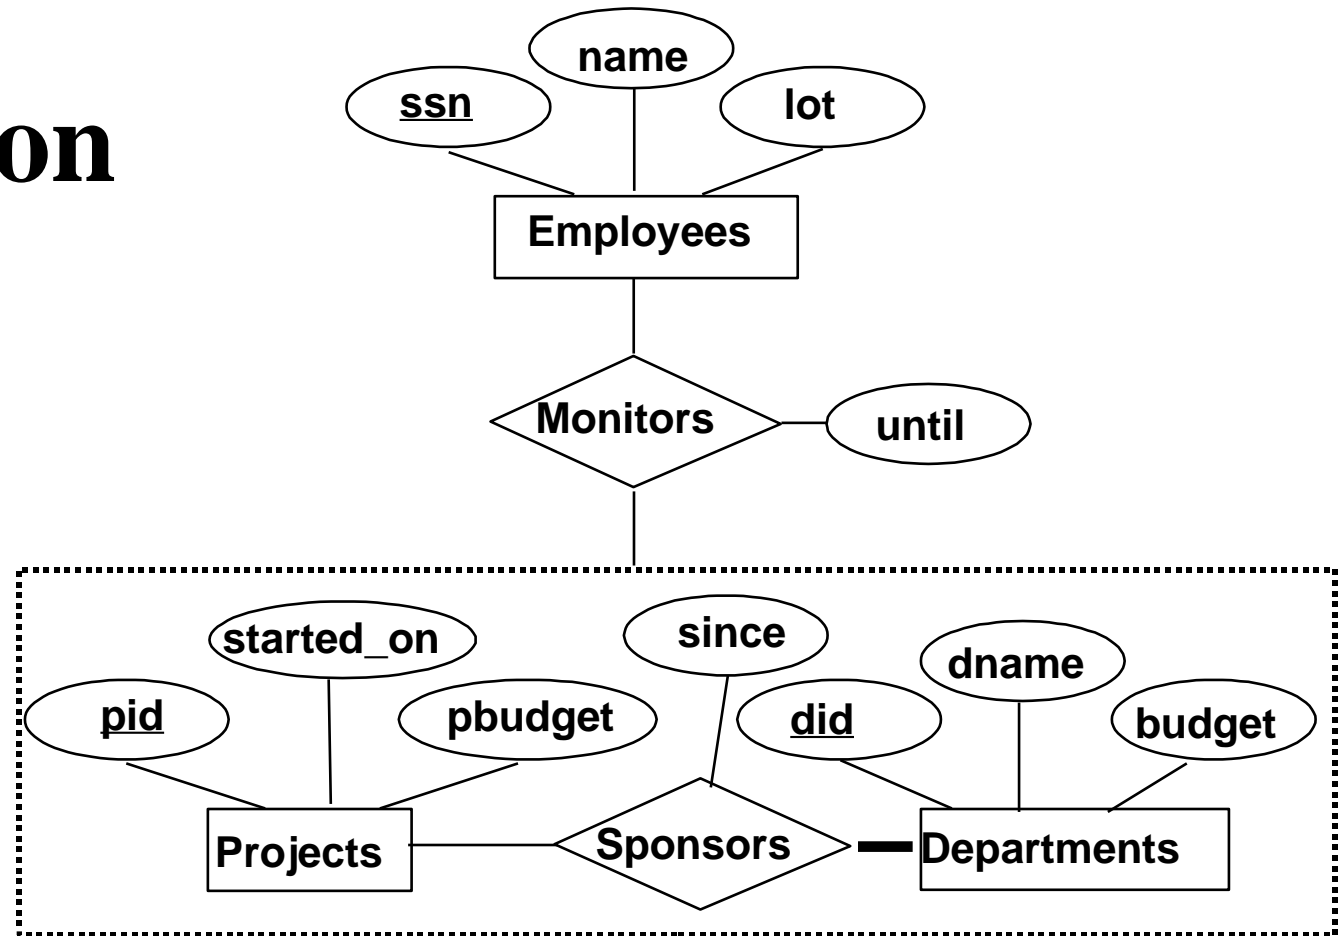 name
ssn
lot
on
Employees
Monitors
until
started_on
since
dname
pid
pbudget
did
budget
Projects
Sponsors
Departments